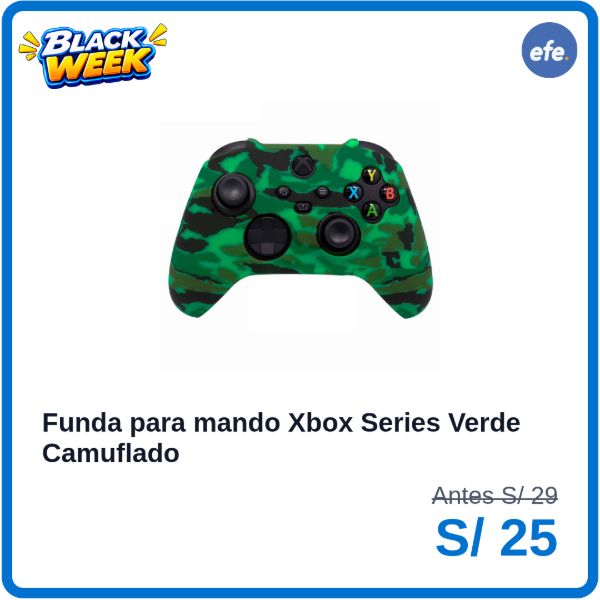 BLACK
WEEK
efe.
Y
X
B
A
Funda para mando Xbox Series Verde
Camuflado
Antes S/ 29
S/ 25